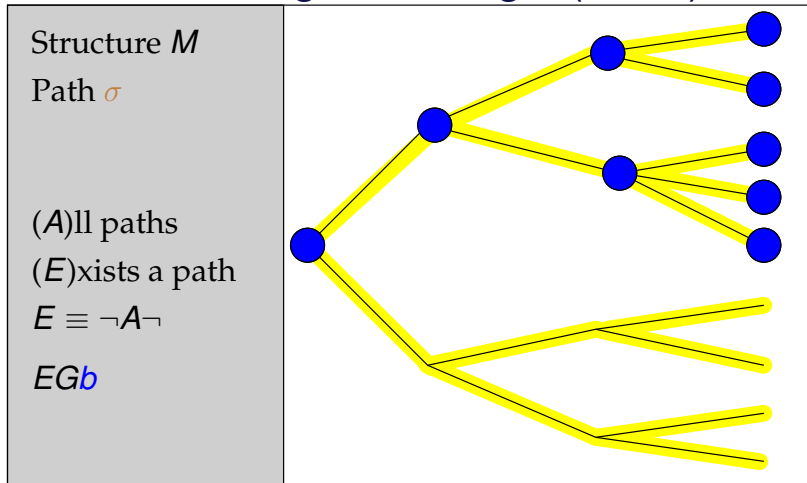 Structure M
Path σ
(A)ll paths
(E)xists a path
E ≡ ¬A¬
EGb